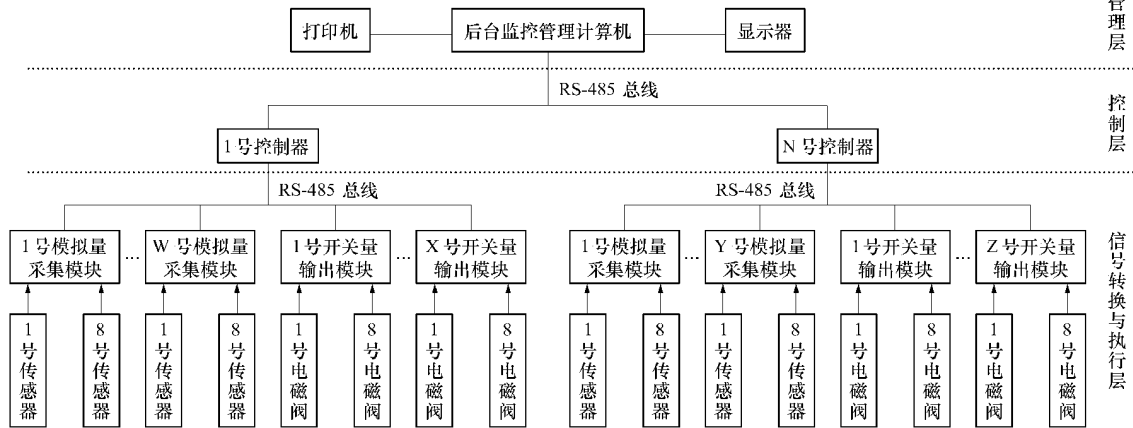 打印机
后台监控管理计算机
显示器
管理层
RS-485 总线
控制层
1号控制器
N 号控制器
RS-485 总线
RS-485 总线
1号模拟量
采集模块
...
W 号模拟量
采集模块
1号开关量
输出模块
...
X 号开关量
输出模块
1号模拟量
采集模块
...
Y 号模拟量
采集模块
1号开关量
输出模块
...
Z 号开关量
输出模块
信号转换与执行层
1号传感器
8号传感器
1号传感器
8号传感器
1号电磁阀
8号电磁阀
1号电磁阀
8号电磁阀
1号传感器
8号传感器
1号传感器
8号传感器
1号电磁阀
8号电磁阀
1号电磁阀
8号电磁阀